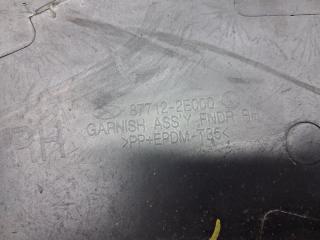 87712-2E000
GARNISH ASS'Y FNDR R
RH
>PP+EPDM-T35<